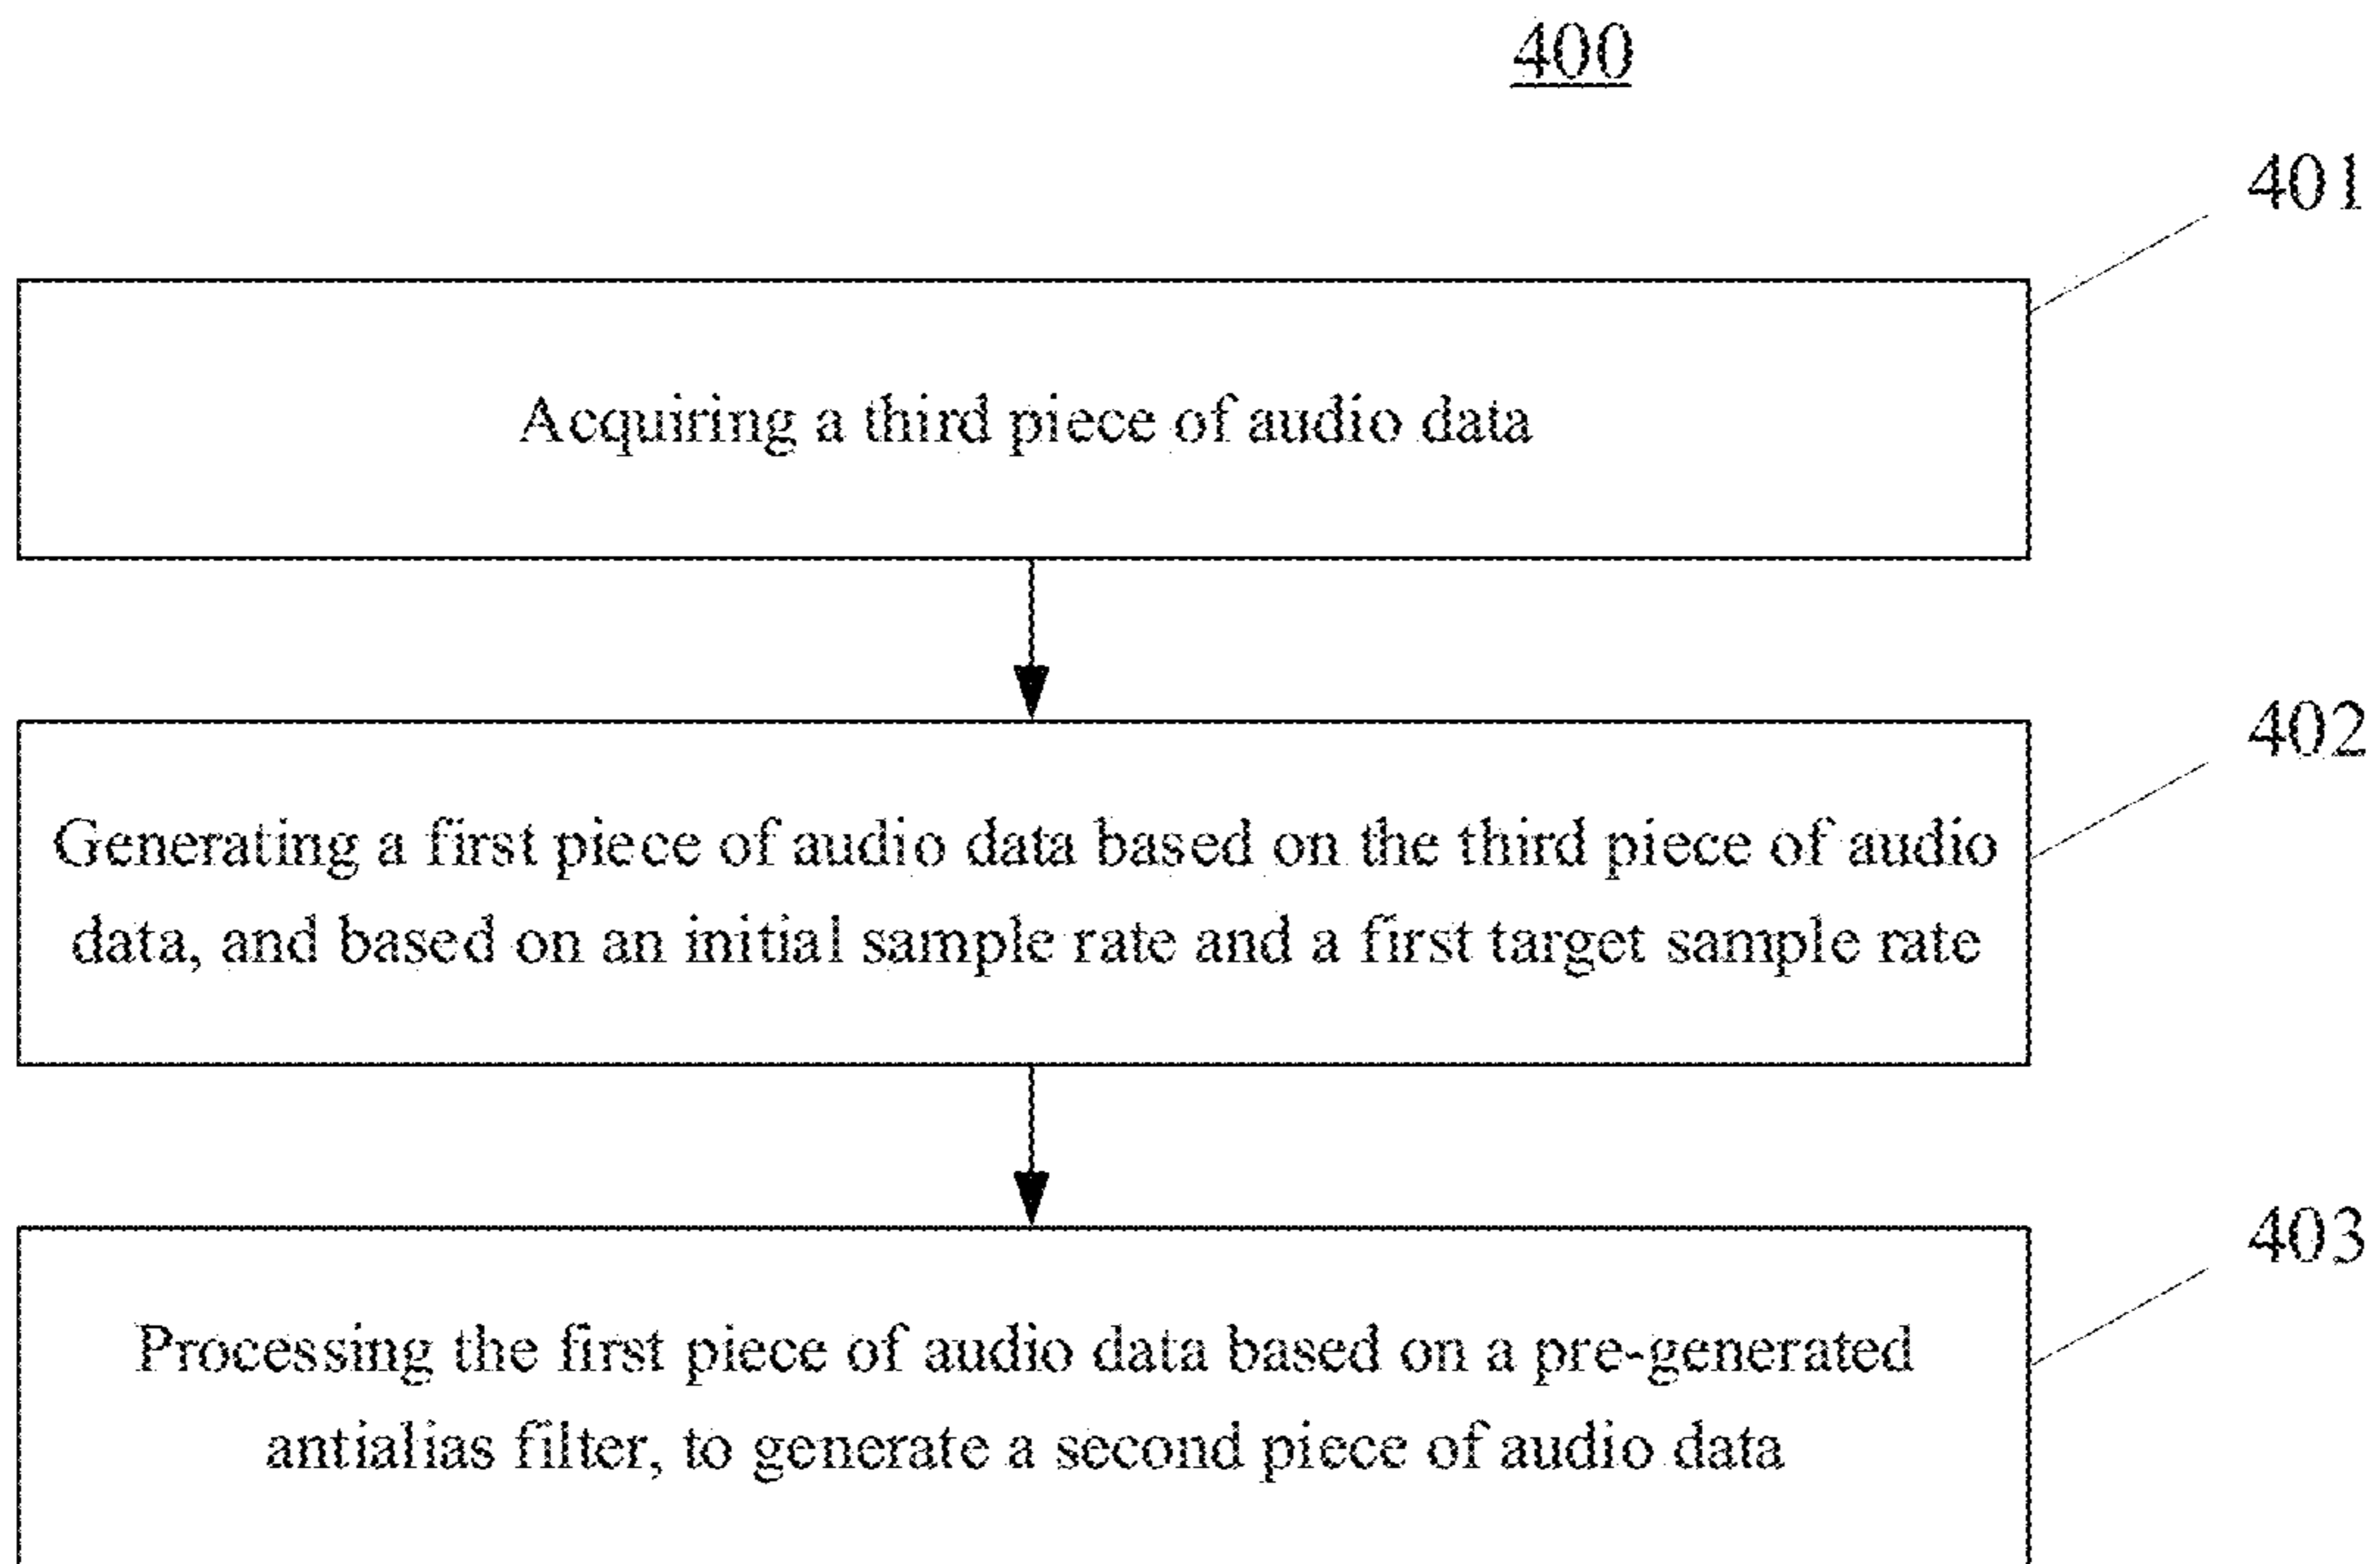 400
401
Acquiring a third piece of audio data
402
Generating a first piece of audio data based on the third piece of audio
data, and based on an initial sample rate and a first target sample rate
403
Processing the first piece of audio data based on a pre-generated
antialias filter, to generate a second piece of audio data